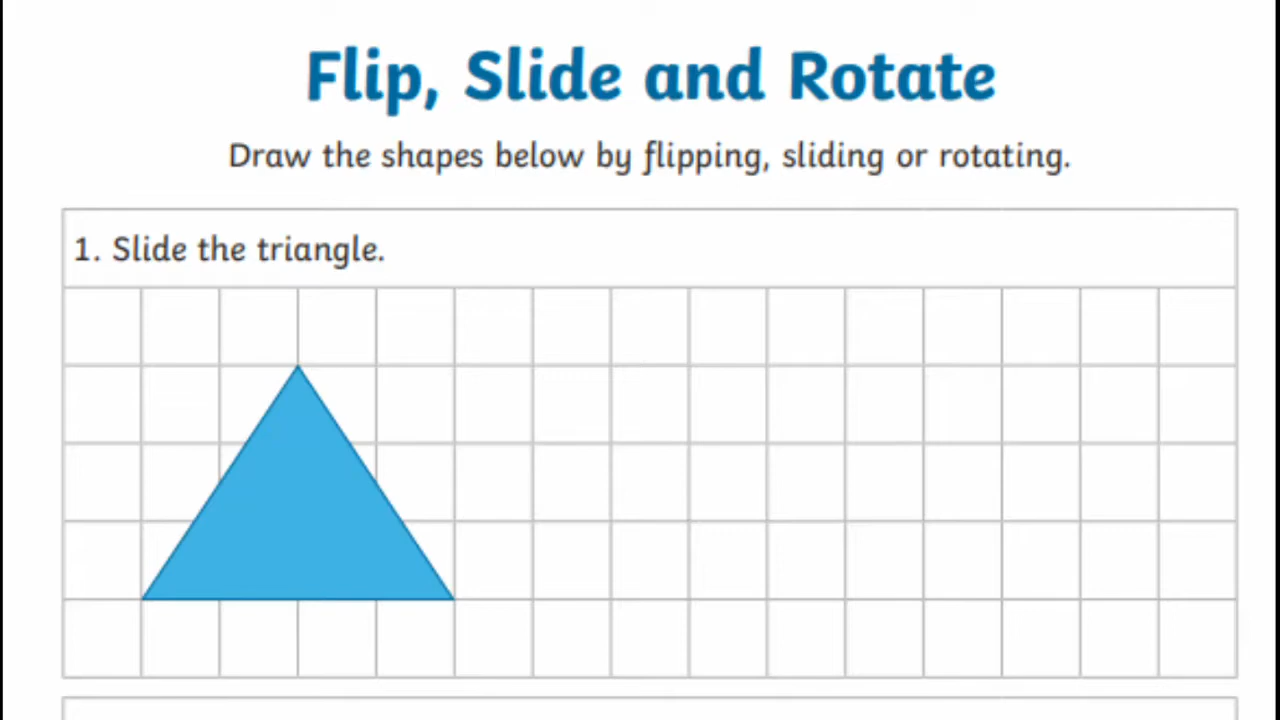 Flip, Slide and Rotate
Draw the shapes below by flipping, sliding or rotating.
1. Slide the triangle.